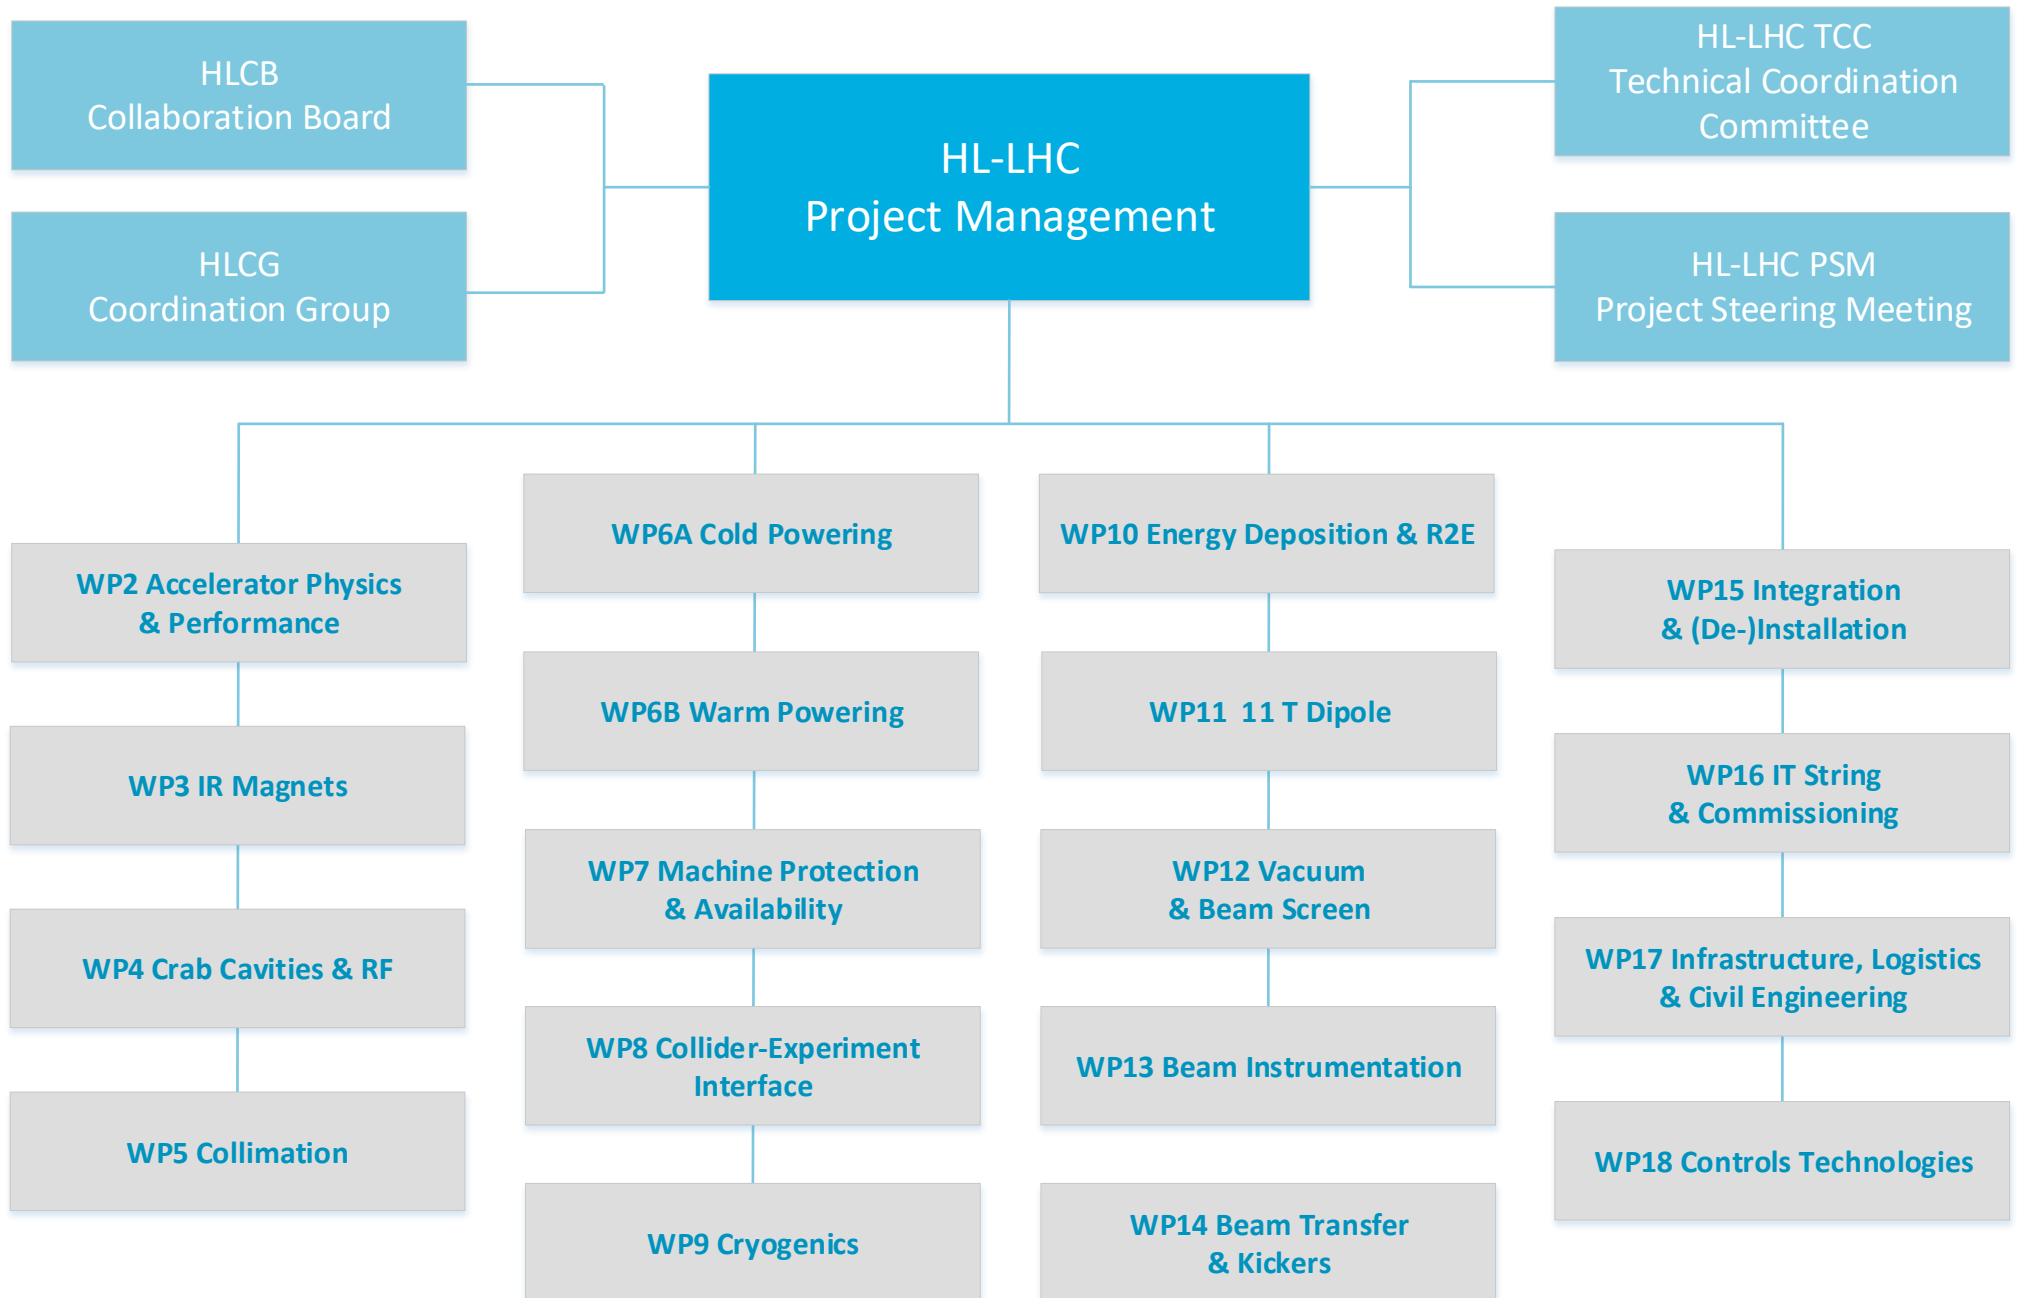 HLCB
Collaboration Board
HLCG
Coordination Group
HL-LHC
Project Management
HL-LHC TCC
Technical Coordination
Committee
HL-LHC PSM
Project Steering Meeting
WP2 Accelerator Physics
& Performance
WP3 IR Magnets
WP4 Crab Cavities & RF
WP5 Collimation
WP6A Cold Powering
WP6B Warm Powering
WP7 Machine Protection
& Availability
WP8 Collider-Experiment
Interface
WP9 Cryogenics
WP10 Energy Deposition & R2E
WP11  11 T Dipole
WP12 Vacuum
& Beam Screen
WP13 Beam Instrumentation
WP14 Beam Transfer
& Kickers
WP15 Integration
& (De-)Installation
WP16 IT String
& Commissioning
WP17 Infrastructure, Logistics
& Civil Engineering
WP18 Controls Technologies